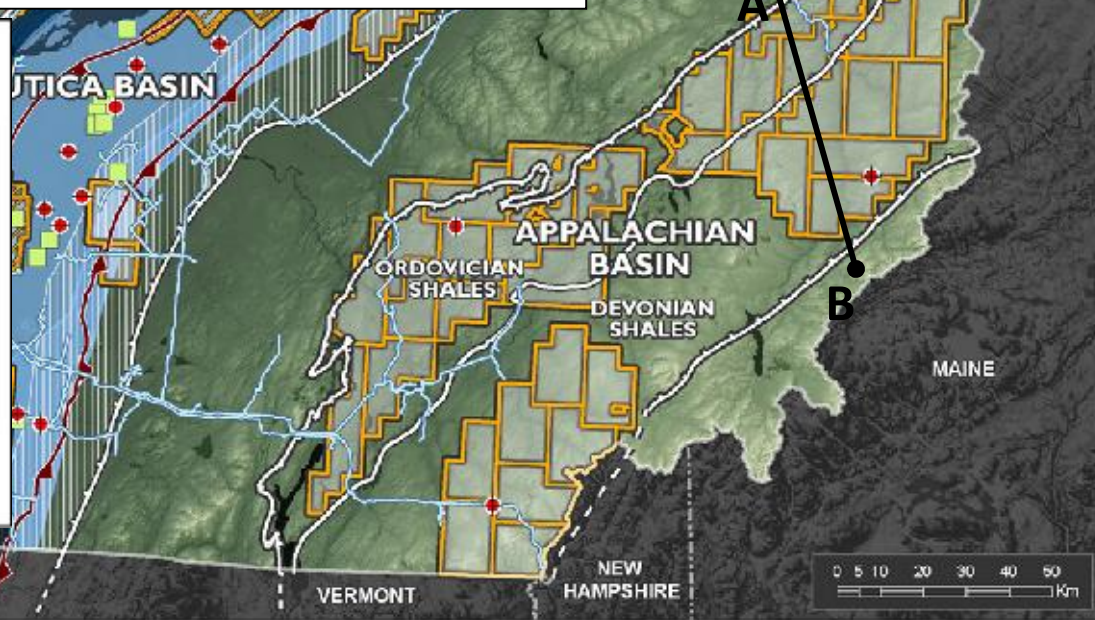 A
UTICA BASIN
APPALACHIAN
BASIN
ORDOVICIAN
SHALES
DEVONIAN
SHALES
B
MAINE
NEW
HAMPSHIRE
VERMONT
0 5 10 20 30 40 50
Km